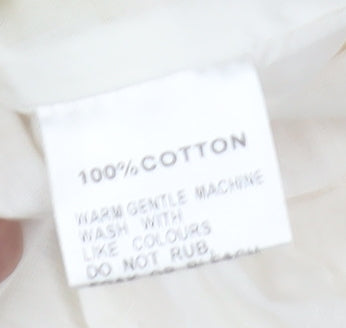 100% COTTON
WARM GENTLE MACHINE
WASH WITH
LIKE COLOURS
DO NOT RUB,